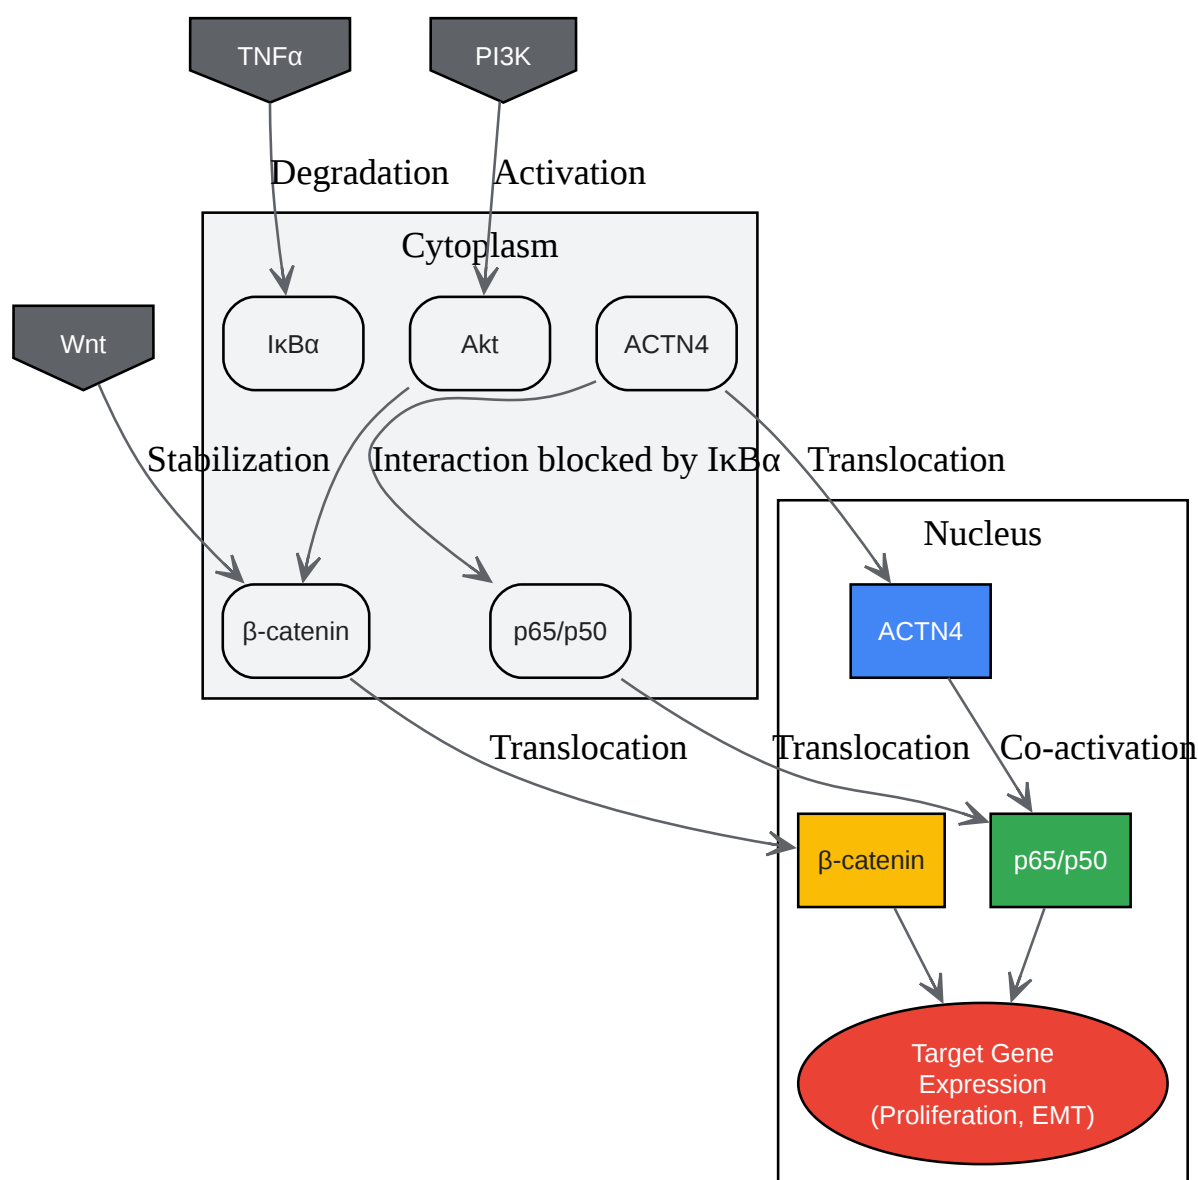 TNFα
PI3K
Degradation
Activation
Cytoplasm
Wnt
IκBα
Akt
ACTN4
Stabilization
Interaction blocked by IκBα
Translocation
Nucleus
β-catenin
p65/p50
ACTN4
Translocation
Translocation
Co-activation
β-catenin
p65/p50
Target Gene
Expression
(Proliferation, EMT)